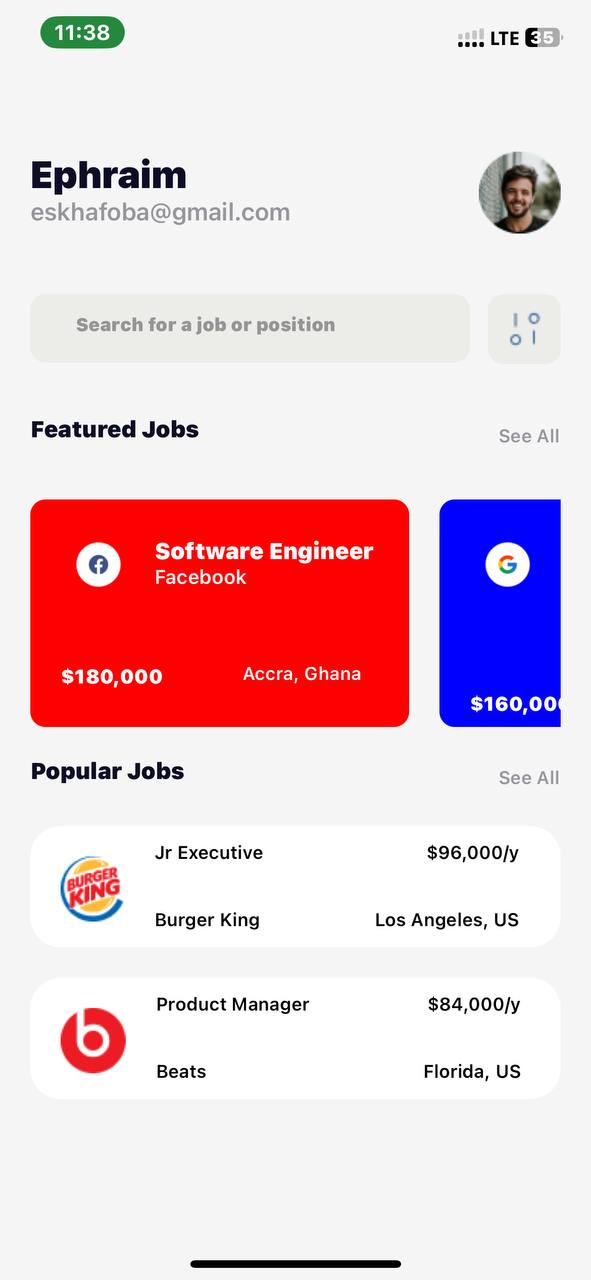 11:38 LTE 35
Ephraim
eskhafoba@gmail.com
Search for a job or position
Featured Jobs See All
Software Engineer
Facebook
$180,000 Accra, Ghana
$160,00
Popular Jobs See All
Jr Executive $96,000/y
BURGER
KING
Burger King Los Angeles, US
Product Manager $84,000/y
b
Beats Florida, US